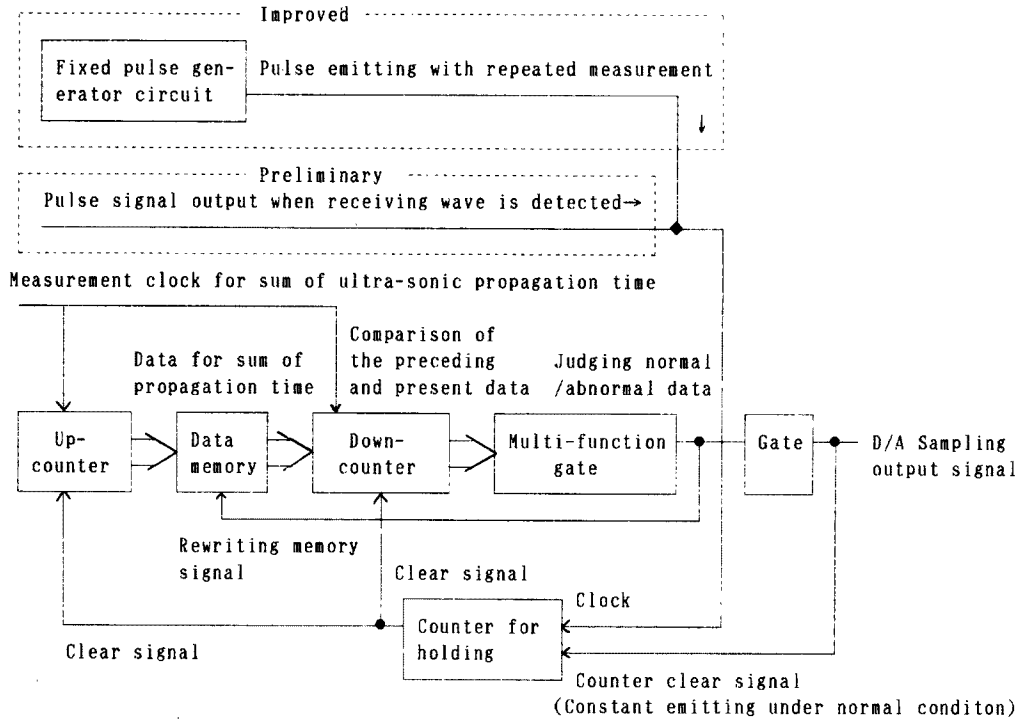 Improved
Fixed pulse gen-
erator circuit
Pulse emitting with repeated measurement
↓
Preliminary
Pulse signal output when receiving wave is detected→
Measurement clock for sum of ultra-sonic propagation time
Data for sum of
propagation time
Comparison of
the preceding
and present data
Judging normal
/abnormal data
Up-
counter
Data
memory
Down-
counter
Multi-function
gate
Gate
D/A Sampling
output signal
Rewriting memory
signal
Clear signal
Clear signal
Counter for
holding
Clock
Counter clear signal
(Constant emitting under normal conditon)